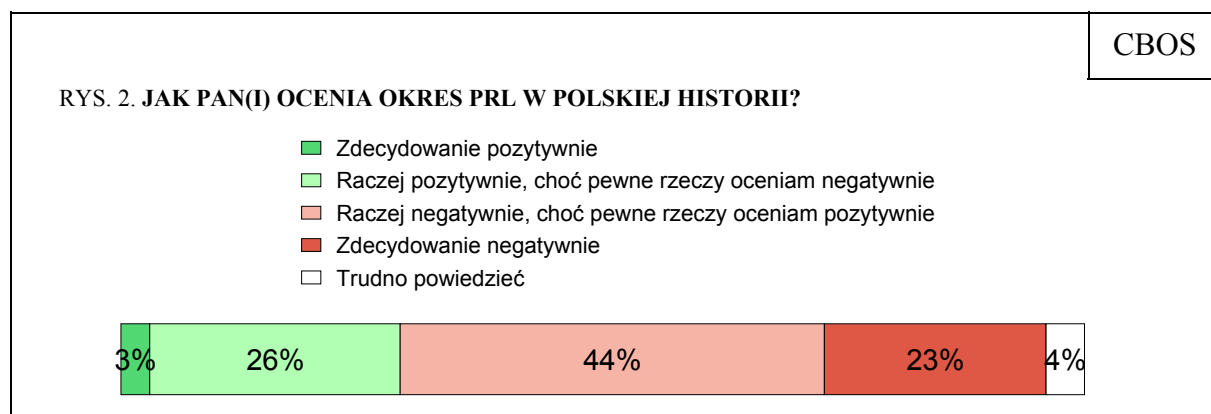 CBOS
RYS. 2. JAK PAN(I) OCENIA OKRES PRL W POLSKIEJ HISTORII?
Zdecydowanie pozytywnie
Raczej pozytywnie, choć pewne rzeczy oceniam negatywnie
Raczej negatywnie, choć pewne rzeczy oceniam pozytywnie
Zdecydowanie negatywnie
Trudno powiedzieć
3% 26% 44% 23% 4%